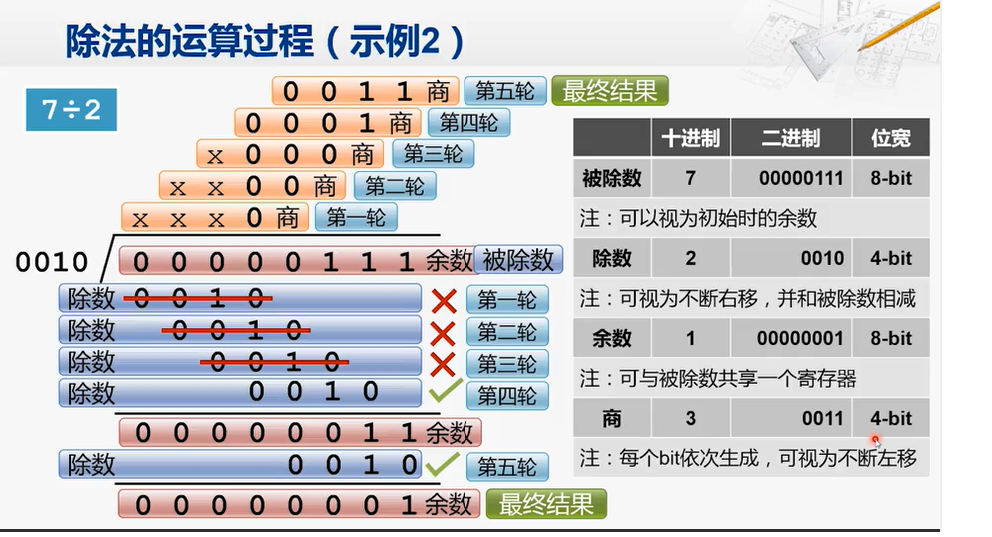 除法的运算过程（示例2）
7÷2
0 0 1 1 商 第五轮 最终结果
0 0 0 1 商 第四轮
x 0 0 0 商 第三轮
x x 0 0 商 第二轮
x x x 0 商 第一轮
0010 0 0 0 0 0 1 1 1 余数 被除数
除数 0 0 1 0 第一轮
除数 0 0 1 0 第二轮
除数 0 0 1 0 第三轮
除数 0 0 1 0 第四轮
0 0 0 0 0 0 1 1 余数
除数 0 0 1 0 第五轮
0 0 0 0 0 0 0 1 余数 最终结果
十进制 二进制 位宽
被除数 7 00000111 8-bit
注：可以视为初始时的余数
除数 2 0010 4-bit
注：可视为不断右移，并和被除数相减
余数 1 00000001 8-bit
注：可与被除数共享一个寄存器
商 3 0011 4-bit
注：每个bit依次生成，可视为不断左移